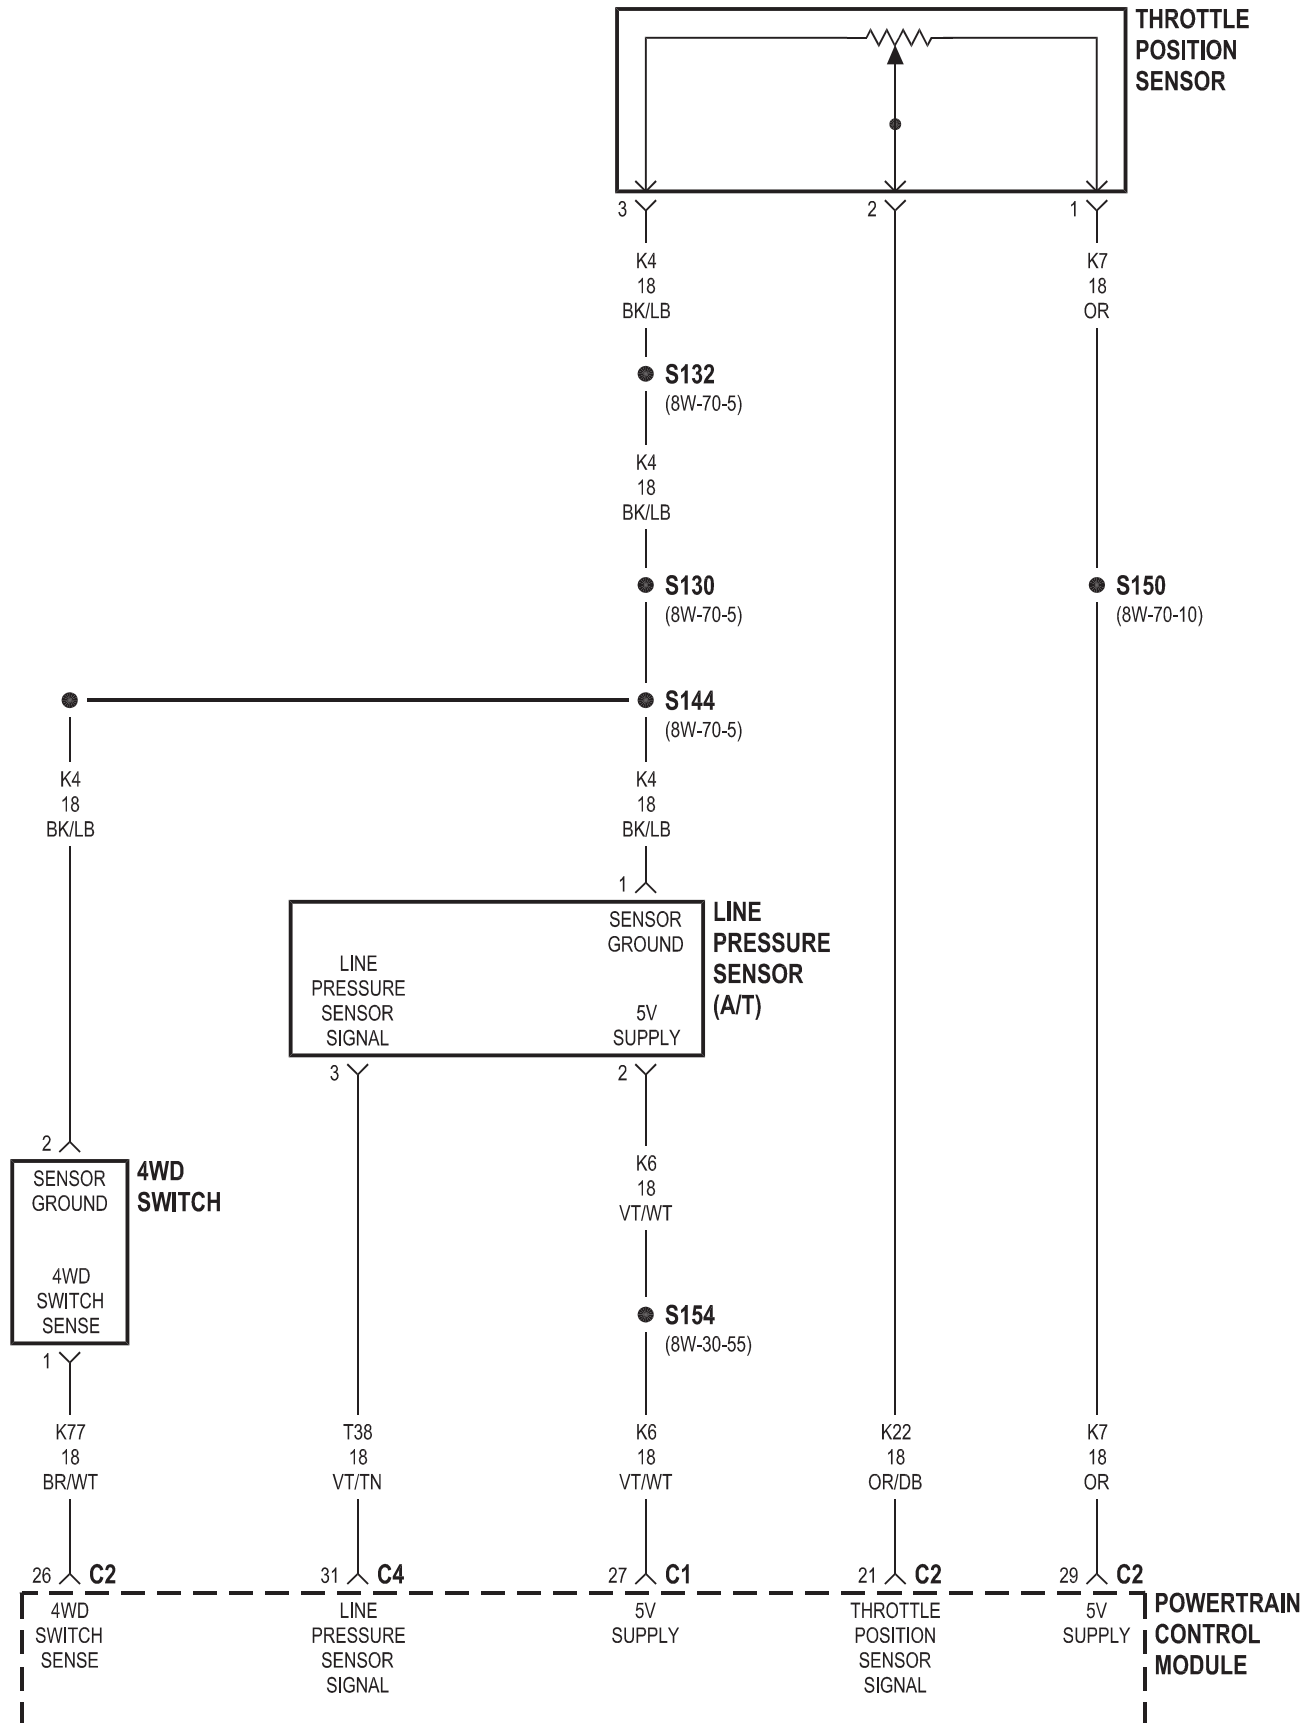 THROTTLE
POSITION
SENSOR
3
2
1
K4
18
BK/LB
K7
18
OR
S132
(8W-70-5)
K4
18
BK/LB
S130
(8W-70-5)
S150
(8W-70-10)
S144
(8W-70-5)
K4
18
BK/LB
K4
18
BK/LB
1
SENSOR
GROUND
LINE
PRESSURE
SENSOR
SIGNAL
5V
SUPPLY
LINE
PRESSURE
SENSOR
(A/T)
3
2
2
SENSOR
GROUND
4WD
SWITCH
SENSE
4WD
SWITCH
1
K6
18
VT/WT
S154
(8W-30-55)
K77
18
BR/WT
T38
18
VT/TN
K6
18
VT/WT
K22
18
OR/DB
K7
18
OR
26 C2
31 C4
27 C1
21 C2
29 C2
4WD
SWITCH
SENSE
LINE
PRESSURE
SENSOR
SIGNAL
5V
SUPPLY
THROTTLE
POSITION
SENSOR
SIGNAL
5V
SUPPLY
POWERTRAIN
CONTROL
MODULE